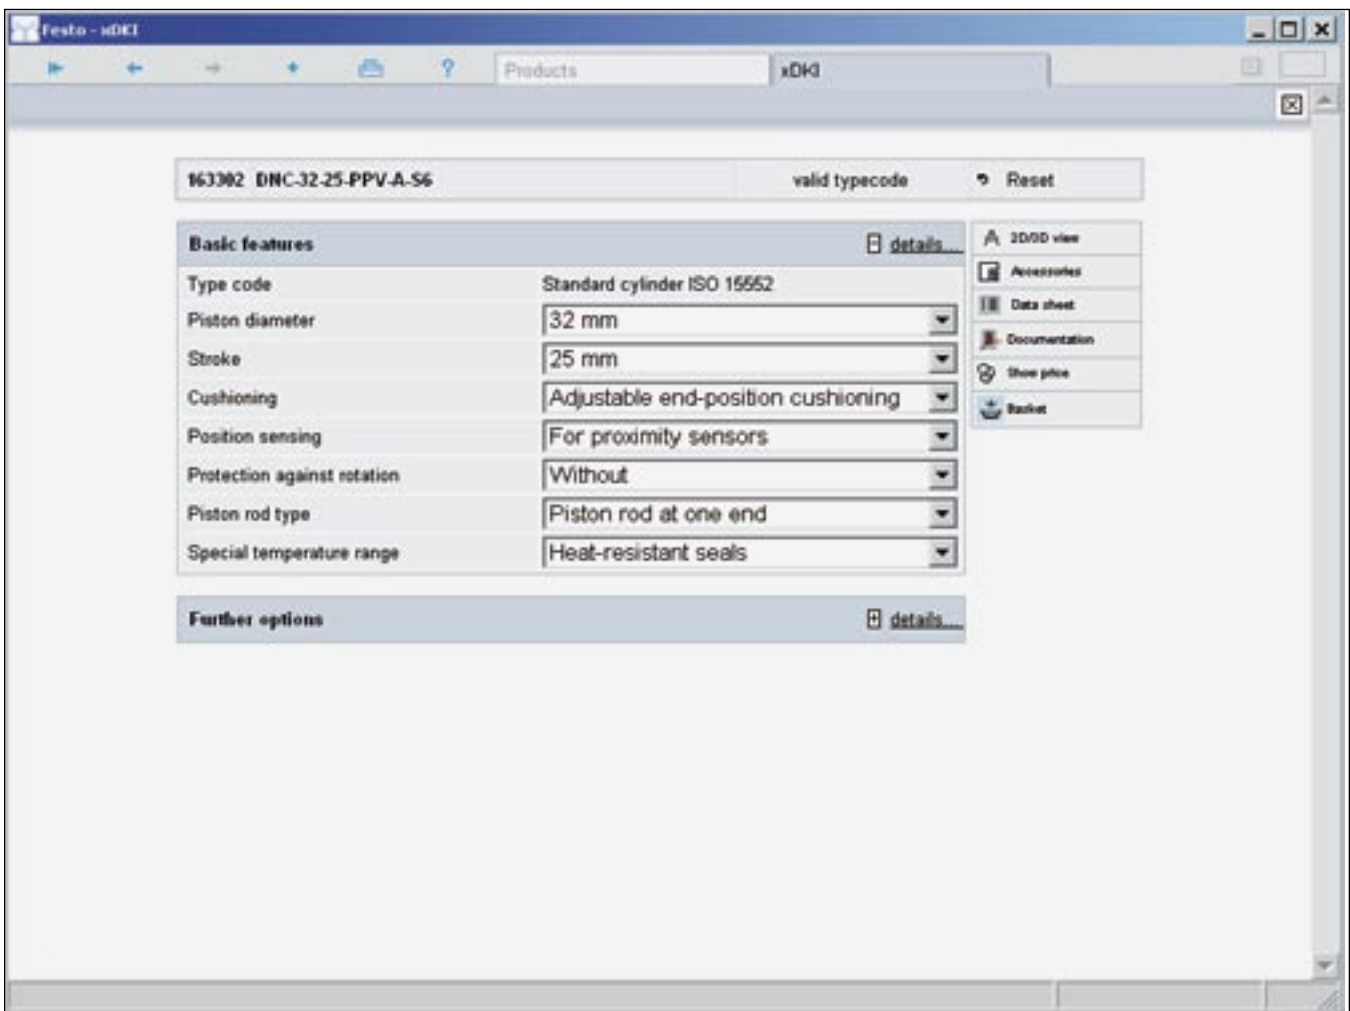 Festo - xDKI
? Products xDKI
163302 DNC-32-25-PPV-A-S6 valid typecode Reset
Basic features details....
Type code Standard cylinder ISO 15552
Piston diameter 32 mm
Stroke 25 mm
Cushioning Adjustable end-position cushioning
Position sensing For proximity sensors
Protection against rotation Without
Piston rod type Piston rod at one end
Special temperature range Heat-resistant seals
Further options details....
2D/3D view
Accessories
Data sheet
Documentation
Show price
Basket